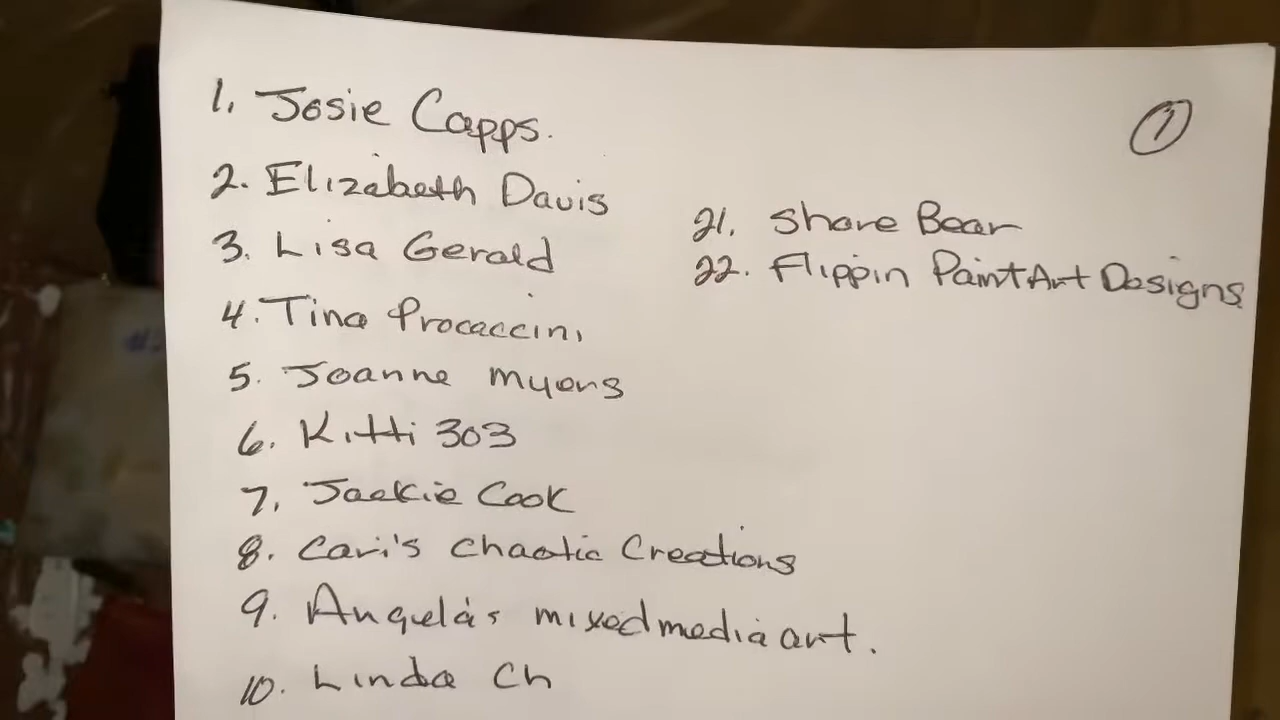 1. Josie Capps.
2. Elizabeth Davis
3. Lisa Gerald
4. Tina Procaccini
5. Joanne Myers
6. Kitti 303
7. Jackie Cook
8. Cari's Chaotic Creations
9. Angela's mixedmedia art.
10. Linda Ch
1
21. Share Bear
22. Flippin PaintArt Designs